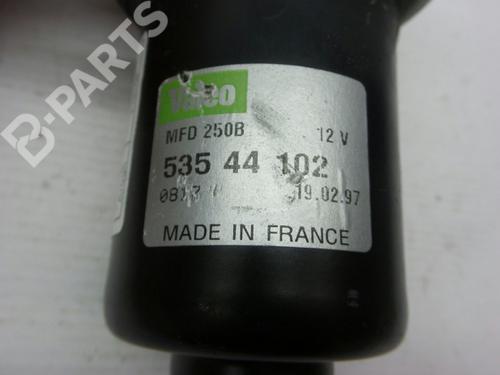 B-PARTS
Valeo
MFD 250B 12 V
535 44 102
19.02.97
MADE IN FRANCE